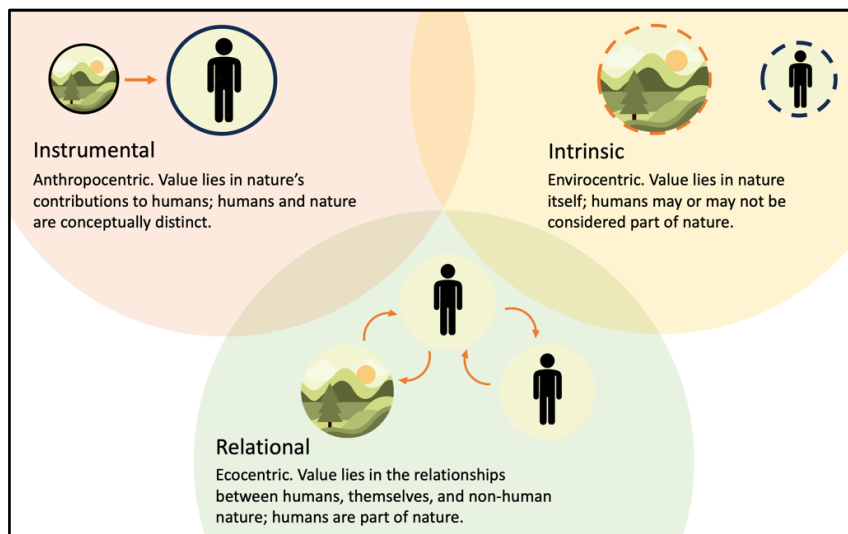 Instrumental
Anthropocentric. Value lies in nature's
contributions to humans; humans and nature
are conceptually distinct.
Intrinsic
Envirocentric. Value lies in nature
itself; humans may or may not be
considered part of nature.
Relational
Ecocentric. Value lies in the relationships
between humans, themselves, and non-human
nature; humans are part of nature.